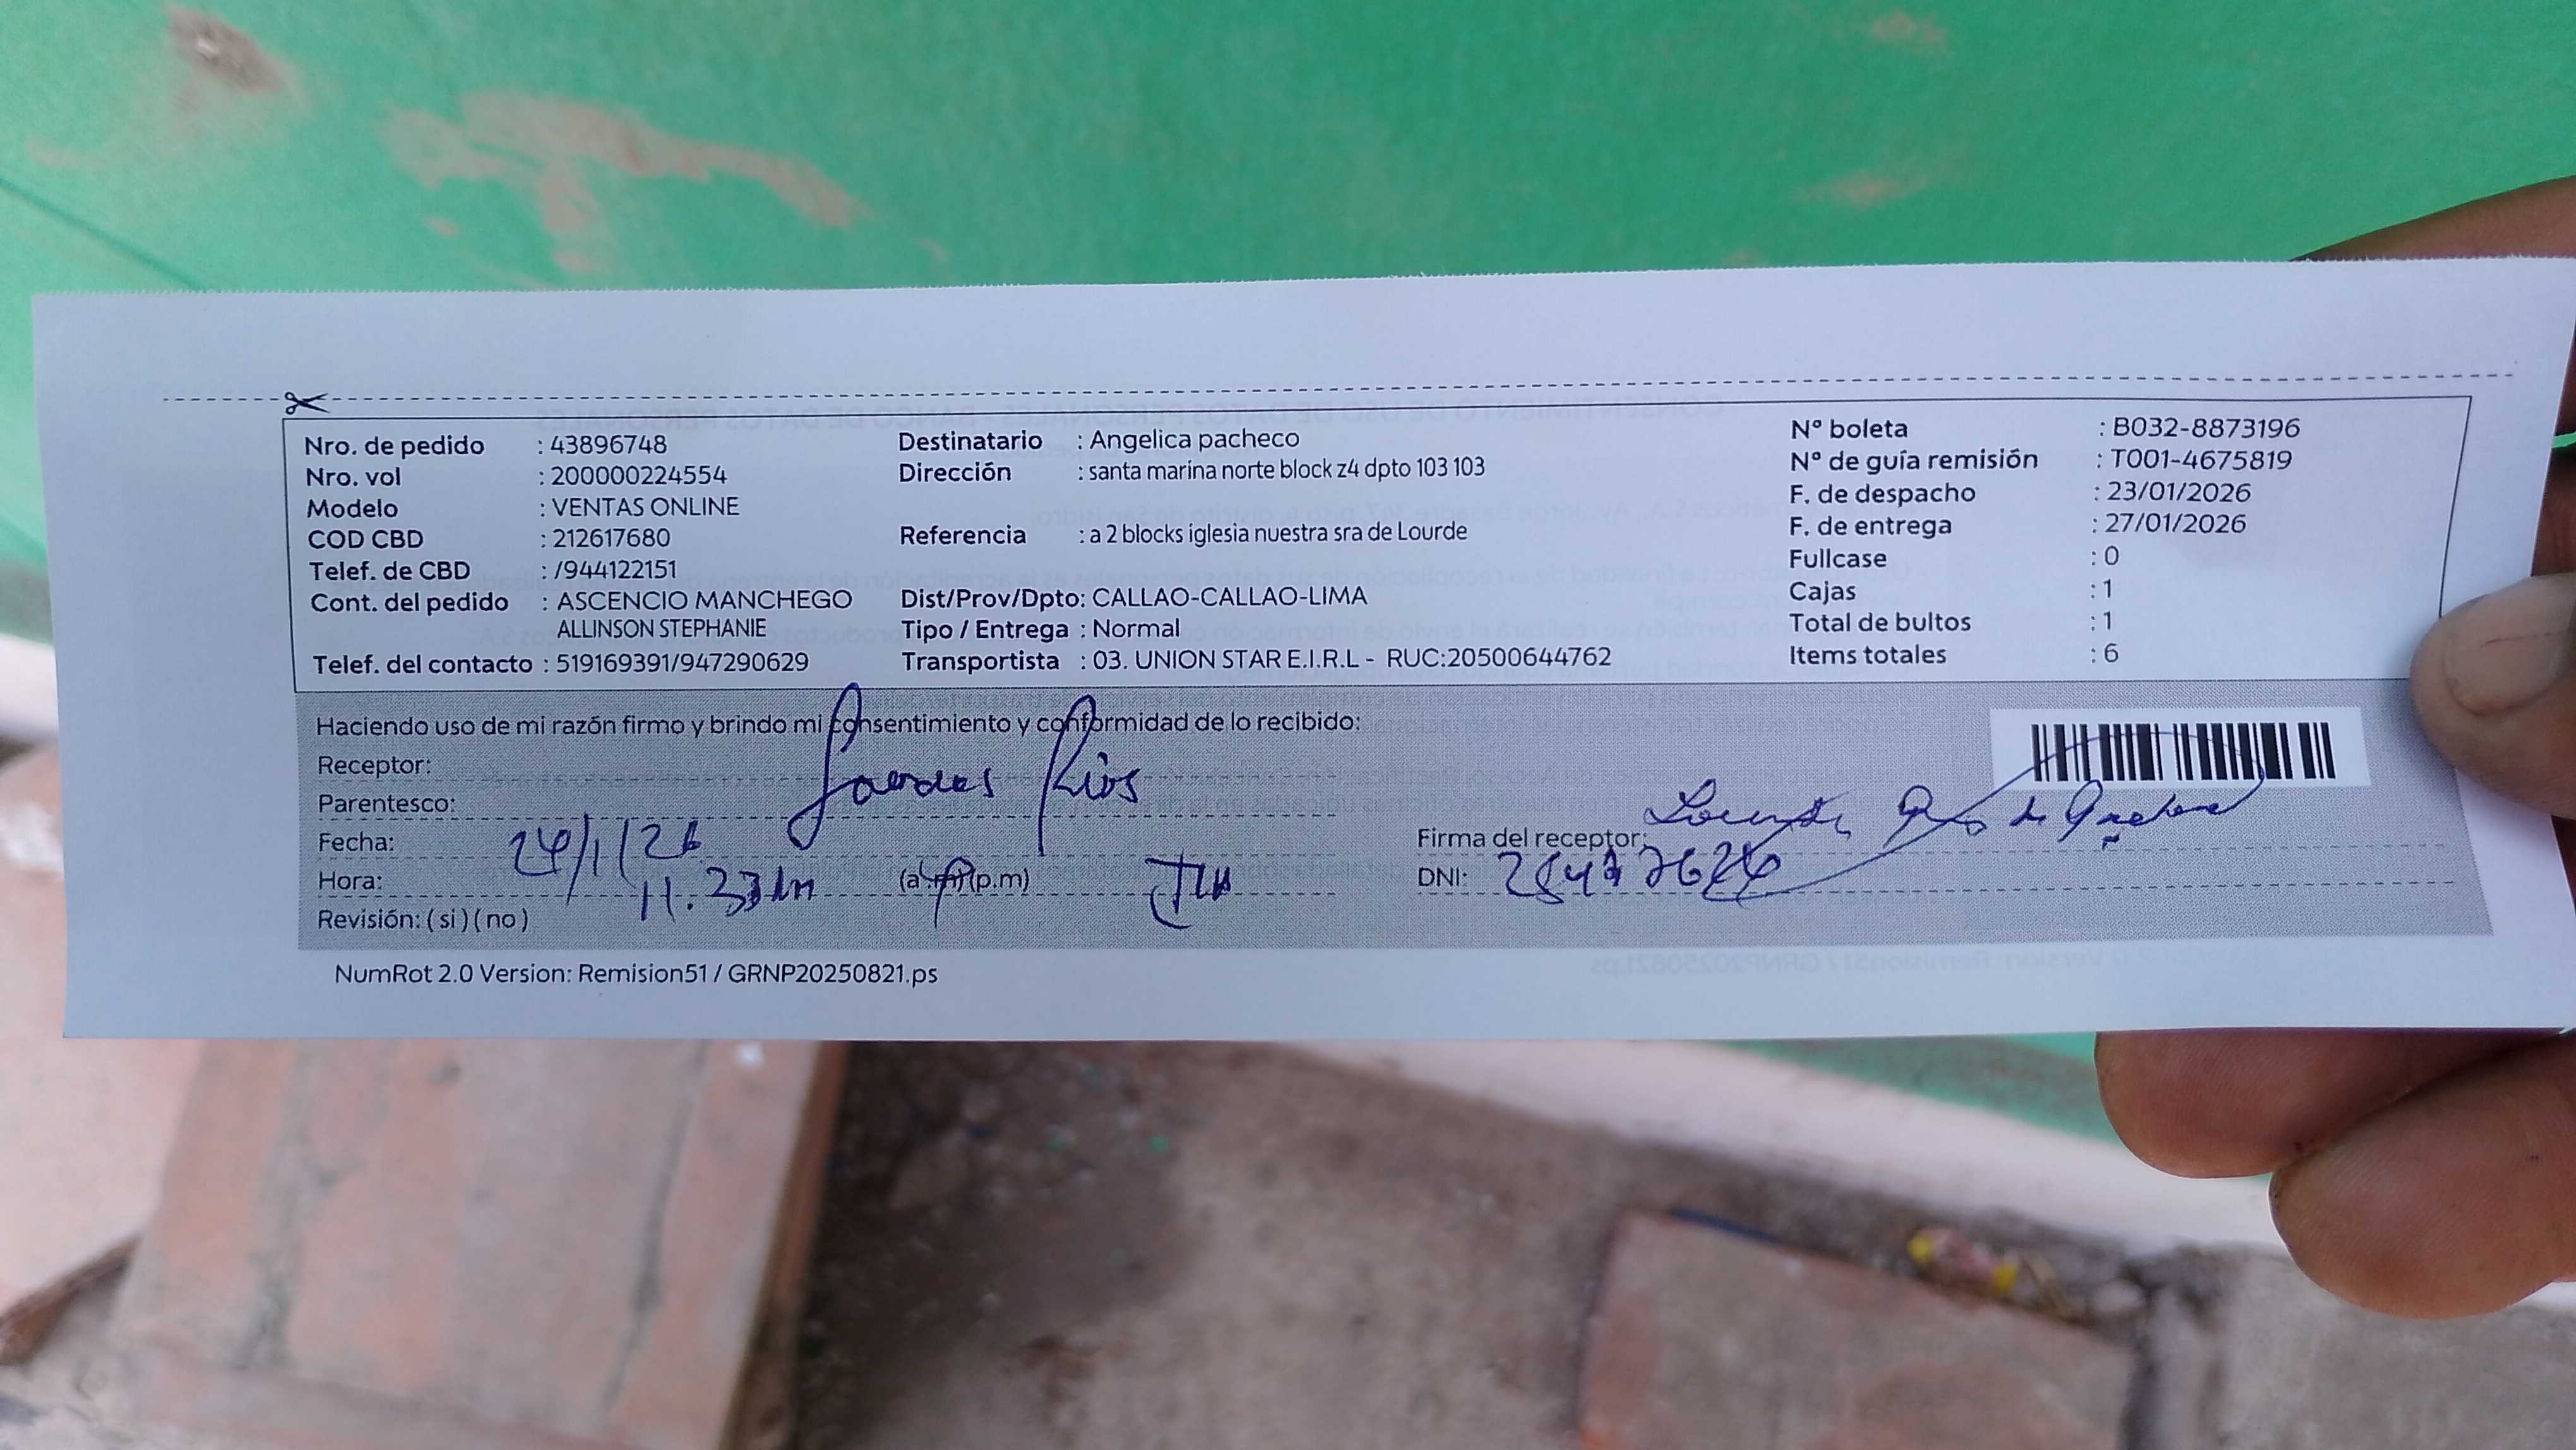 Nro. de pedido : 43896748
Nro. vol : 200000224554
Modelo : VENTAS ONLINE
COD CBD : 212617680
Telef. de CBD : /944122151
Cont. del pedido : ASCENCIO MANCHEGO
ALLINSON STEPHANIE
Telef. del contacto : 519169391/947290629
Destinatario : Angelica pacheco
Dirección : santa marina norte block z4 dpto 103 103
Referencia : a 2 blocks iglesia nuestra sra de Lourde
Dist/Prov/Dpto: CALLAO-CALLAO-LIMA
Tipo / Entrega : Normal
Transportista : 03. UNION STAR E.I.R.L - RUC:20500644762
Nº boleta : B032-8873196
Nº de guía remisión : T001-4675819
F. de despacho : 23/01/2026
F. de entrega : 27/01/2026
Fullcase : 0
Cajas : 1
Total de bultos : 1
Items totales : 6
Haciendo uso de mi razón firmo y brindo mi consentimiento y conformidad de lo recibido:
Receptor: Lourdes Rios
Parentesco:
Fecha: 24/1/26
Hora: 11.33 (a.m)(p.m)
Revisión: ( si ) ( no )
Firma del receptor: Lourdes
DNI:
NumRot 2.0 Version: Remision51 / GRNP20250821.ps